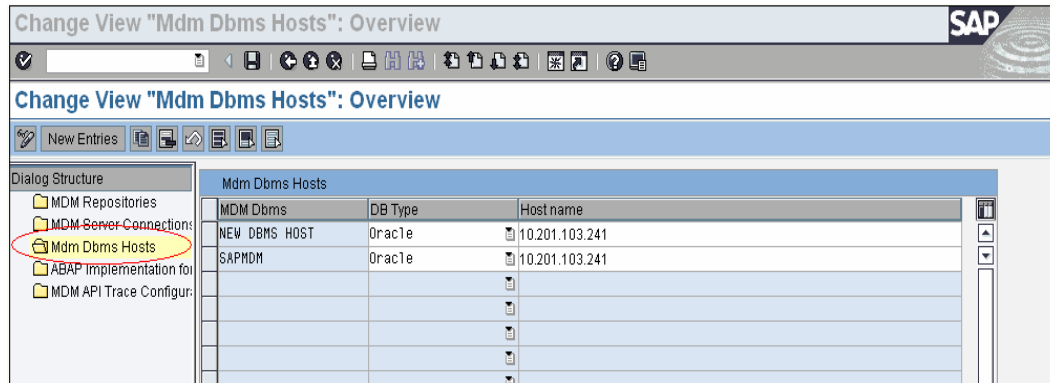 Change View "Mdm Dbms Hosts": Overview
SAP
Change View "Mdm Dbms Hosts": Overview
New Entries
Dialog Structure
MDM Repositories
MDM Server Connections
Mdm Dbms Hosts
ABAP Implementation for
MDM API Trace Configur
Mdm Dbms Hosts
MDM Dbms DB Type Host name
NEW DBMS HOST Oracle 10.201.103.241
SAPMDM Oracle 10.201.103.241